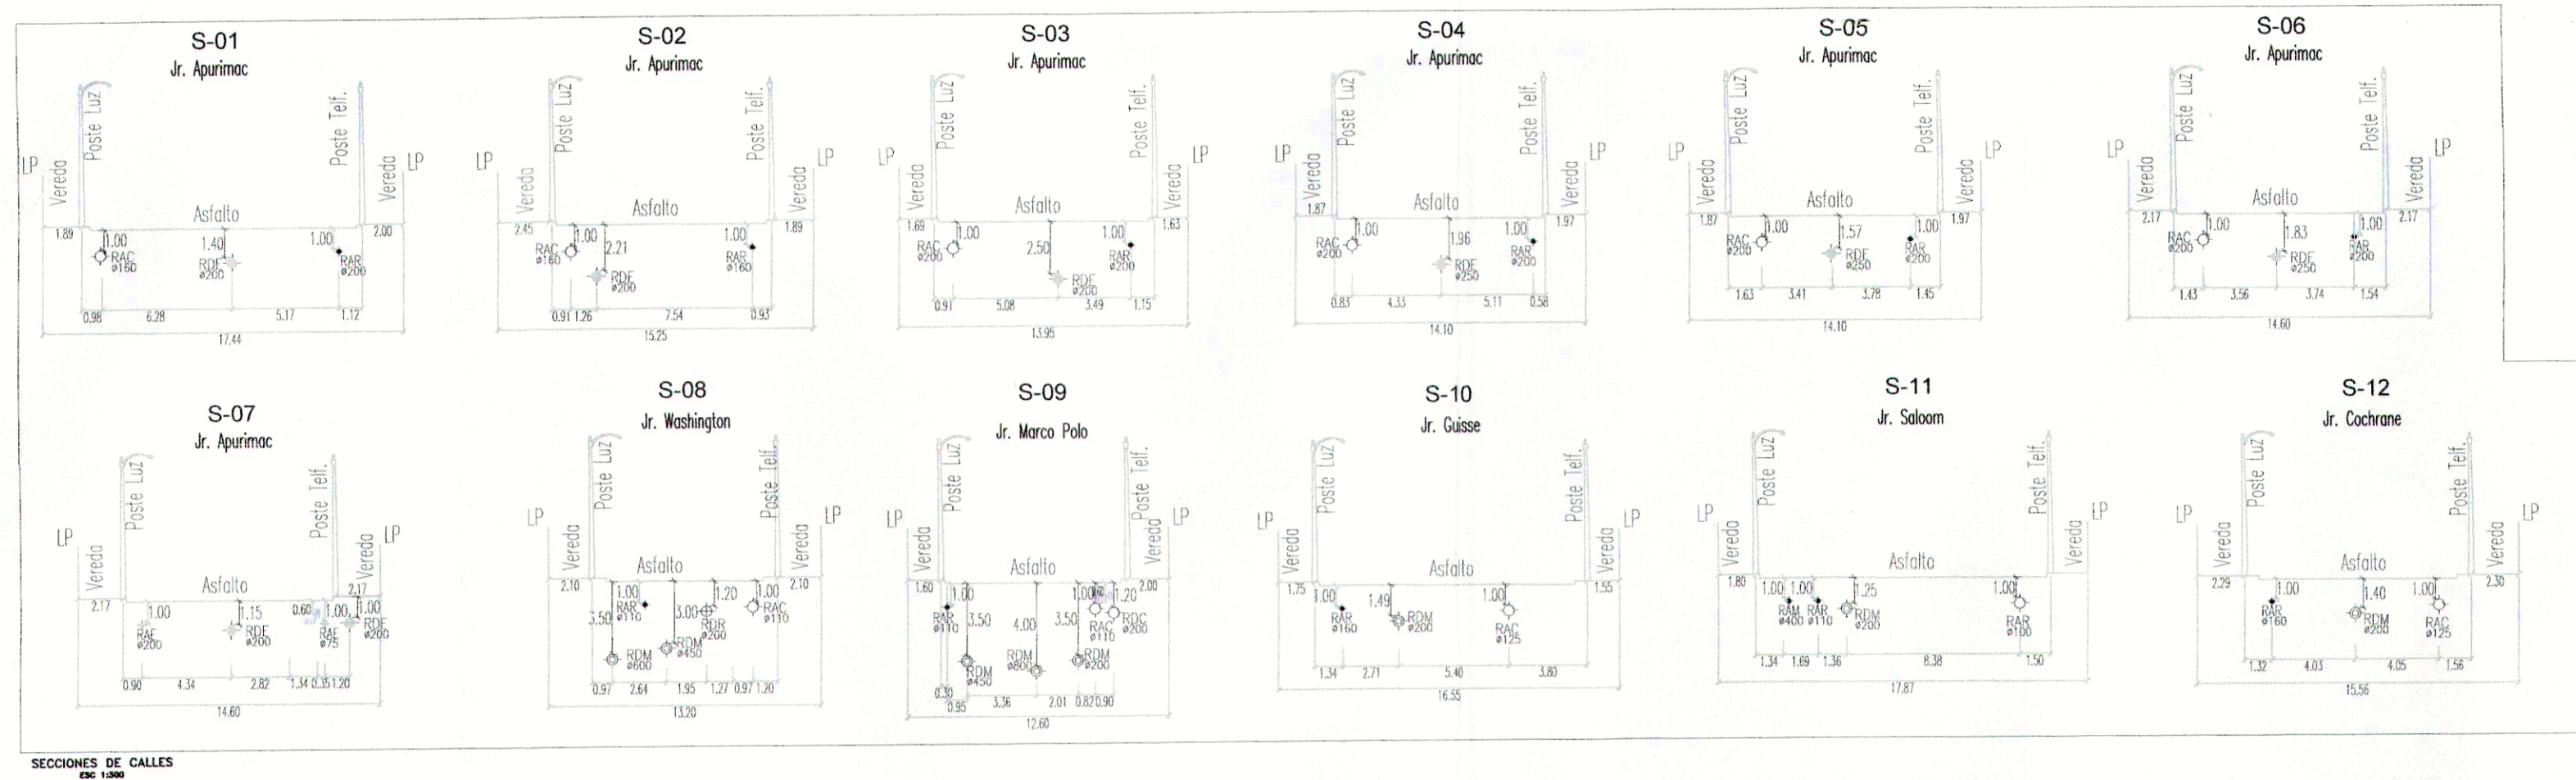 S-01
Jr. Apurimac
Poste Luz
Poste Telf.
LP
Vereda
Asfalto
Vereda
LP
1.89
1.00
1.40
1.00
2.00
RAC
ø160
RDE
ø200
RAR
ø200
0.98 6.28 5.17 1.12
17.44
S-02
Jr. Apurimac
Poste Luz
Poste Telf.
LP
Vereda
Asfalto
Vereda
LP
2.45
1.00
2.21
1.00
1.89
RAC
ø160
RDE
ø200
RAR
ø160
0.91 1.26 7.54 0.93
15.25
S-03
Jr. Apurimac
Poste Luz
Poste Telf.
LP
Vereda
Asfalto
Vereda
LP
1.69
1.00
2.50
1.00
1.63
RAC
ø200
RDE
ø200
RAR
ø200
0.91 5.08 3.49 1.15
13.95
S-04
Jr. Apurimac
Poste Luz
Poste Telf.
LP
Vereda
Asfalto
Vereda
LP
1.87
1.00
1.96
1.00
1.97
RAC
ø200
RDE
ø250
RAR
ø200
0.83 4.33 5.11 0.58
14.10
S-05
Jr. Apurimac
Poste Luz
Poste Telf.
LP
Vereda
Asfalto
Vereda
LP
1.87
1.00
1.57
1.00
1.97
RAC
ø200
RDE
ø250
RAR
ø200
1.63 3.41 3.78 1.45
14.10
S-06
Jr. Apurimac
Poste Luz
Poste Telf.
LP
Vereda
Asfalto
Vereda
LP
2.17
1.00
1.83
1.00
2.17
RAC
ø200
RDE
ø250
RAR
ø200
1.43 3.56 3.74 1.54
14.60
S-07
Jr. Apurimac
Poste Luz
Poste Telf.
LP
Vereda
Asfalto
Vereda
LP
2.17
1.00
1.15
0.60
1.00
1.00
2.17
RAE
ø200
RDE
ø200
RAE
ø75
RDE
ø200
0.90 4.34 2.82 1.34 0.35 1.20
14.60
S-08
Jr. Washington
Poste Luz
Poste Telf.
LP
Vereda
Asfalto
Vereda
LP
2.10
3.50
1.00
3.00
1.20
1.00
2.10
RAR
ø110
RDM
ø600
RDM
ø450
RDR
ø200
RAC
ø110
0.97 2.64 1.95 1.27 0.97 1.20
13.20
S-09
Jr. Marco Polo
Poste Luz
Poste Telf.
LP
Vereda
Asfalto
Vereda
LP
1.60
1.00
3.50
4.00
3.50
1.00
1.20
2.00
RAR
ø110
RDM
ø450
RDM
ø800
RDM
ø200
RAC
ø110
RDC
ø200
0.30
0.95 3.36 2.01 0.82 0.90
12.60
S-10
Jr. Guisse
Poste Luz
Poste Telf.
LP
Vereda
Asfalto
Vereda
LP
1.75
1.00
1.49
1.00
1.55
RAR
ø160
RDM
ø200
RAC
ø125
1.34 2.71 5.40 3.80
16.55
S-11
Jr. Saloom
Poste Luz
Poste Telf.
LP
Vereda
Asfalto
Vereda
LP
1.80
1.00
1.00
1.25
1.00
RAM
ø400
RAR
ø110
RDM
ø200
RAR
ø100
1.34 1.69 1.36 8.38 1.50
17.87
S-12
Jr. Cochrane
Poste Luz
Poste Telf.
LP
Vereda
Asfalto
Vereda
LP
2.29
1.00
1.40
1.00
2.30
RAR
ø160
RDM
ø200
RAC
ø125
1.32 4.03 4.05 1.56
15.56
SECCIONES DE CALLES
ESC 1:300